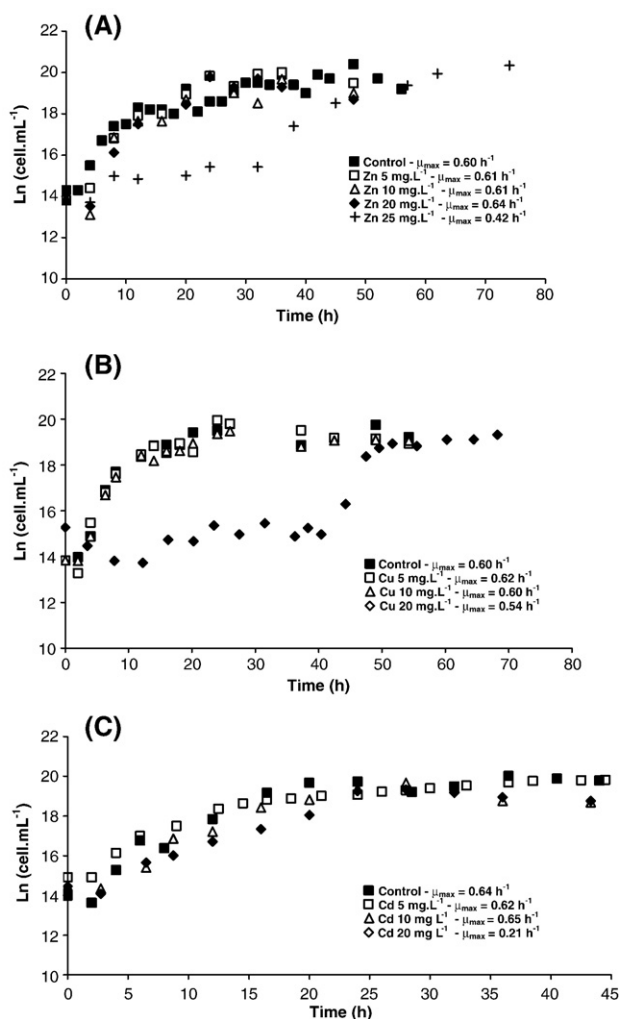 (A)
22
20
18
16
14
12
10
Ln (cell.mL⁻¹)
Control - μmax = 0.60 h⁻¹
Zn 5 mg.L⁻¹ - μmax = 0.61 h⁻¹
Zn 10 mg.L⁻¹ - μmax = 0.61 h⁻¹
Zn 20 mg.L⁻¹ - μmax = 0.64 h⁻¹
Zn 25 mg.L⁻¹ - μmax = 0.42 h⁻¹
0 10 20 30 40 50 60 70 80
Time (h)
(B)
22
20
18
16
14
12
10
Ln (cell.mL⁻¹)
Control - μmax = 0.60 h⁻¹
Cu 5 mg.L⁻¹ - μmax = 0.62 h⁻¹
Cu 10 mg.L⁻¹ - μmax = 0.60 h⁻¹
Cu 20 mg.L⁻¹ - μmax = 0.54 h⁻¹
0 10 20 30 40 50 60 70 80
Time (h)
(C)
22
20
18
16
14
12
10
Ln (cell.mL⁻¹)
Control - μmax = 0.64 h⁻¹
Cd 5 mg.L⁻¹ - μmax = 0.62 h⁻¹
Cd 10 mg L⁻¹ - μmax = 0.65 h⁻¹
Cd 20 mg L⁻¹ - μmax = 0.21 h⁻¹
0 5 10 15 20 25 30 35 40 45
Time (h)